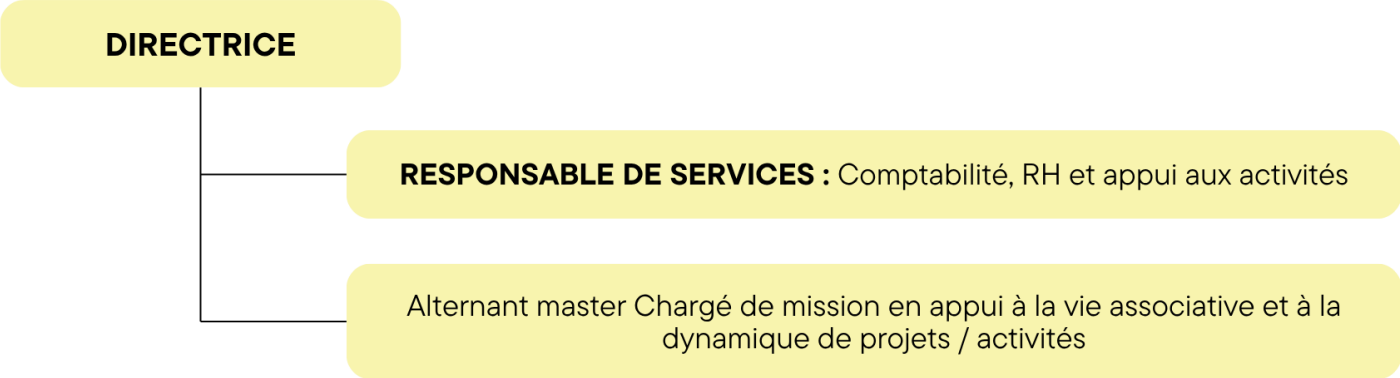 DIRECTRICE
RESPONSABLE DE SERVICES : Comptabilité, RH et appui aux activités
Alternant master Chargé de mission en appui à la vie associative et à la
dynamique de projets / activités